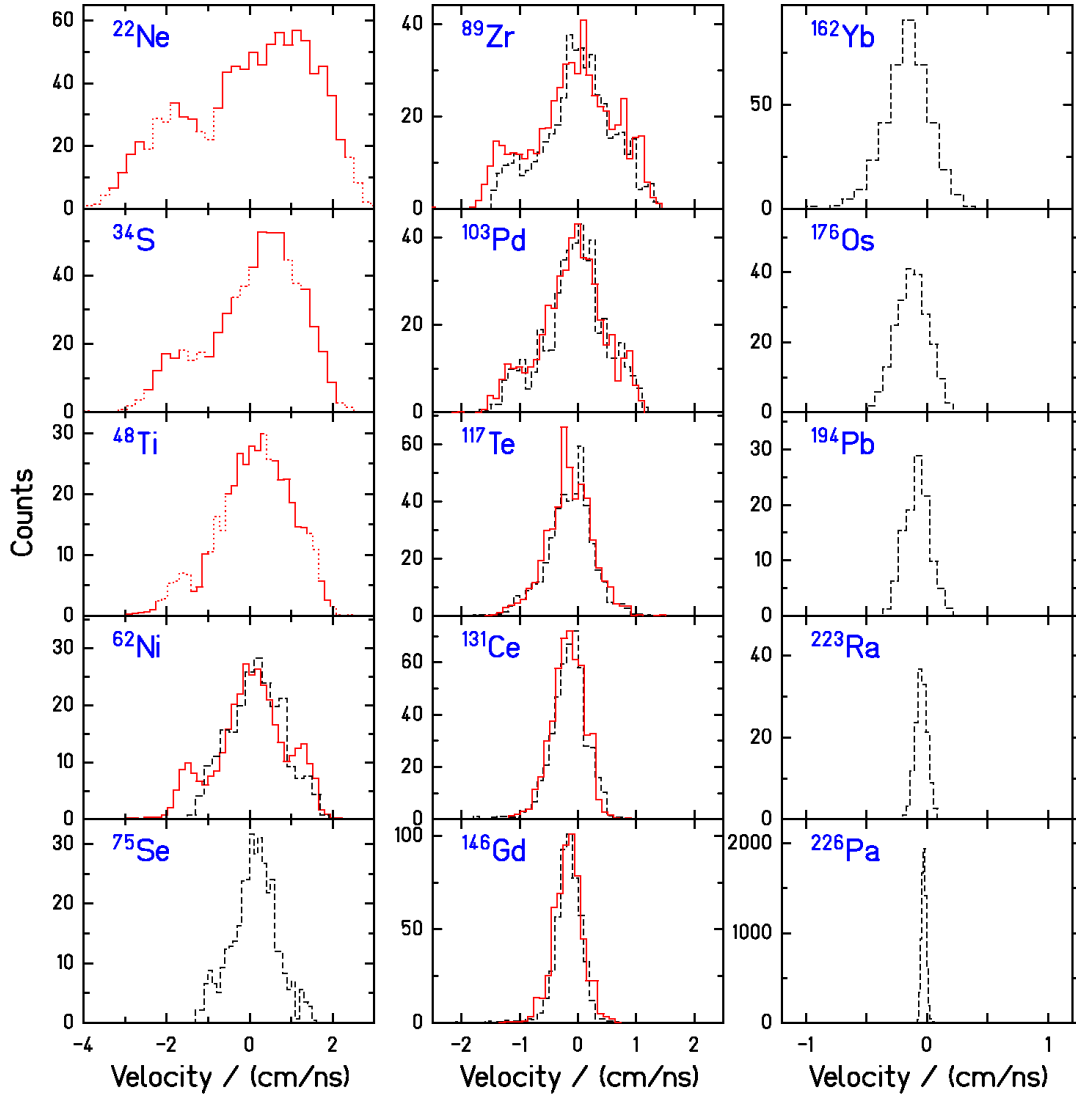 Counts
²²Ne
60
40
20
0
³⁴S
40
20
0
⁴⁸Ti
30
20
10
0
⁶²Ni
30
20
10
0
⁷⁵Se
30
20
10
0
-4 -2 0 2
Velocity / (cm/ns)
⁸⁹Zr
40
20
0
¹⁰³Pd
40
20
0
¹¹⁷Te
60
40
20
0
¹³¹Ce
60
40
20
0
¹⁴⁶Gd
100
50
0
-2 -1 0 1 2
Velocity / (cm/ns)
¹⁶²Yb
50
0
¹⁷⁶Os
40
20
0
¹⁹⁴Pb
30
20
10
0
²²³Ra
40
20
0
²²⁶Pa
2000
1000
0
-1 0 1
Velocity / (cm/ns)